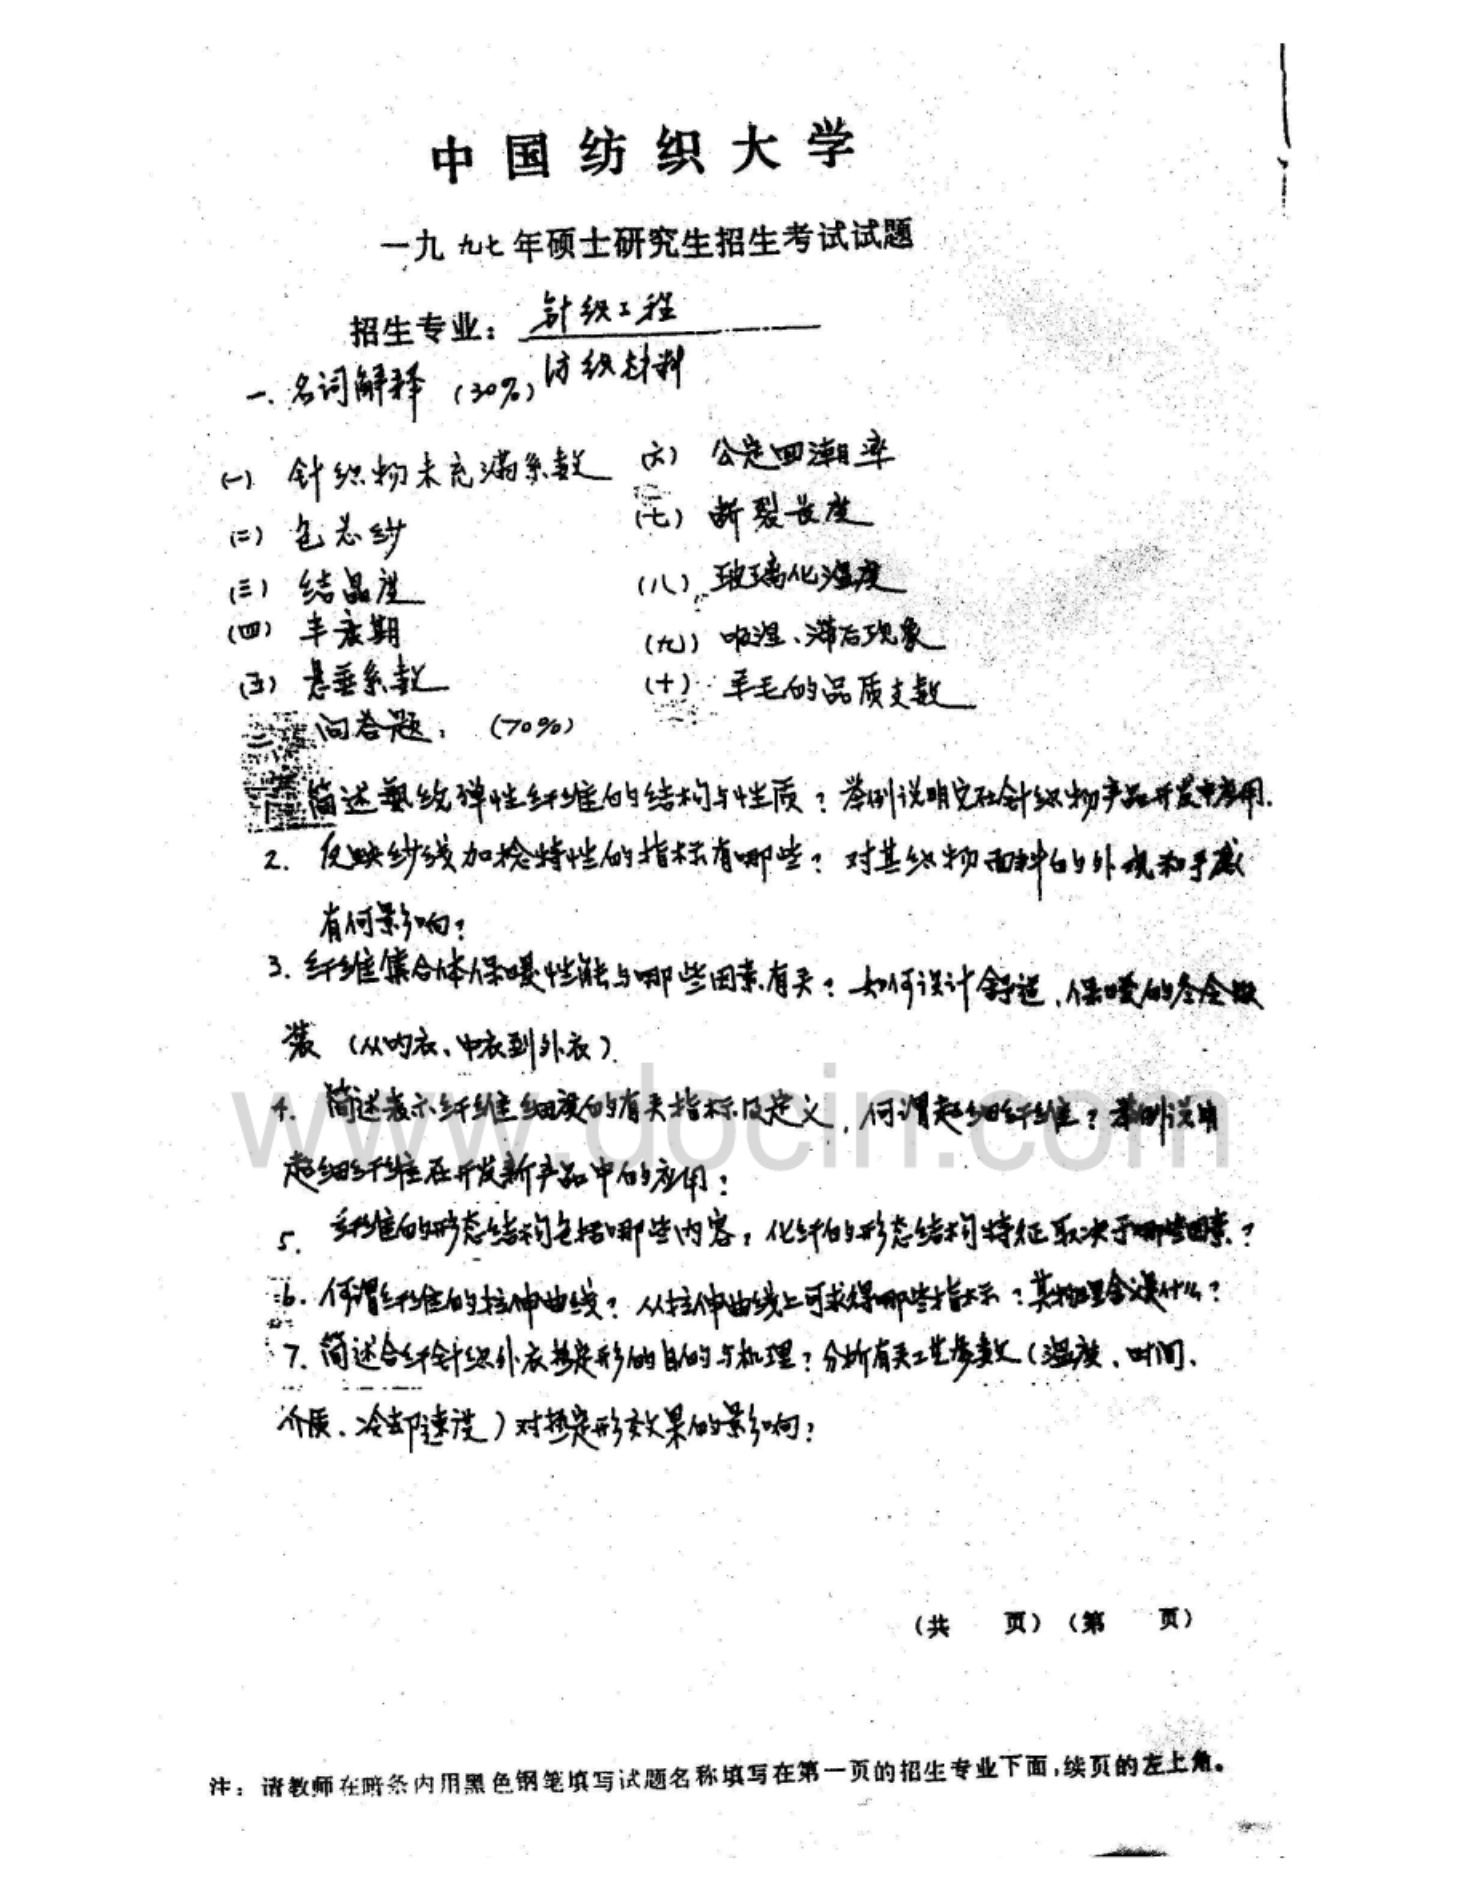 中国纺织大学
一九九七年硕士研究生招生考试试题
招生专业：针织工程
纺织材料
一.名词解释（30%）
(一) 针织物未充满系数
(六) 公定回潮率
(二) 包芯纱
(七) 断裂长度
(三) 结晶度
(八) 玻璃化温度
(四) 半衰期
(九) 吸湿、滞后现象
(五) 悬垂系数
(十) 羊毛的品质支数
二 问答题：（70%）
简述氨纶弹性纤维的结构与性质？举例说明它在针织物产品开发中应用.
2. 反映纱线加捻特性的指标有哪些？对其织物面料的外观和手感
有何影响？
3. 纤维集合体保暖性能与哪些因素有关？如何设计舒适、保暖的冬令服
装（从内衣、中衣到外衣）.
4. 简述表示纤维细度的有关指标及定义，何谓超细纤维？举例说明
超细纤维在开发新产品中的应用？
5. 纤维的形态结构包括哪些内容，化纤的形态结构特征取决于哪些因素？
6. 何谓纤维的拉伸曲线？从拉伸曲线上可求得哪些指标？其物理含义是什么？
7. 简述合纤针织外衣热定形的目的与机理？分析有关工艺参数（温度、时间、
介质、冷却速度）对热定形效果的影响？
（共 页）（第 页）
注：请教师在暗条内用黑色钢笔填写试题名称填写在第一页的招生专业下面，续页的左上角。
www.docin.com